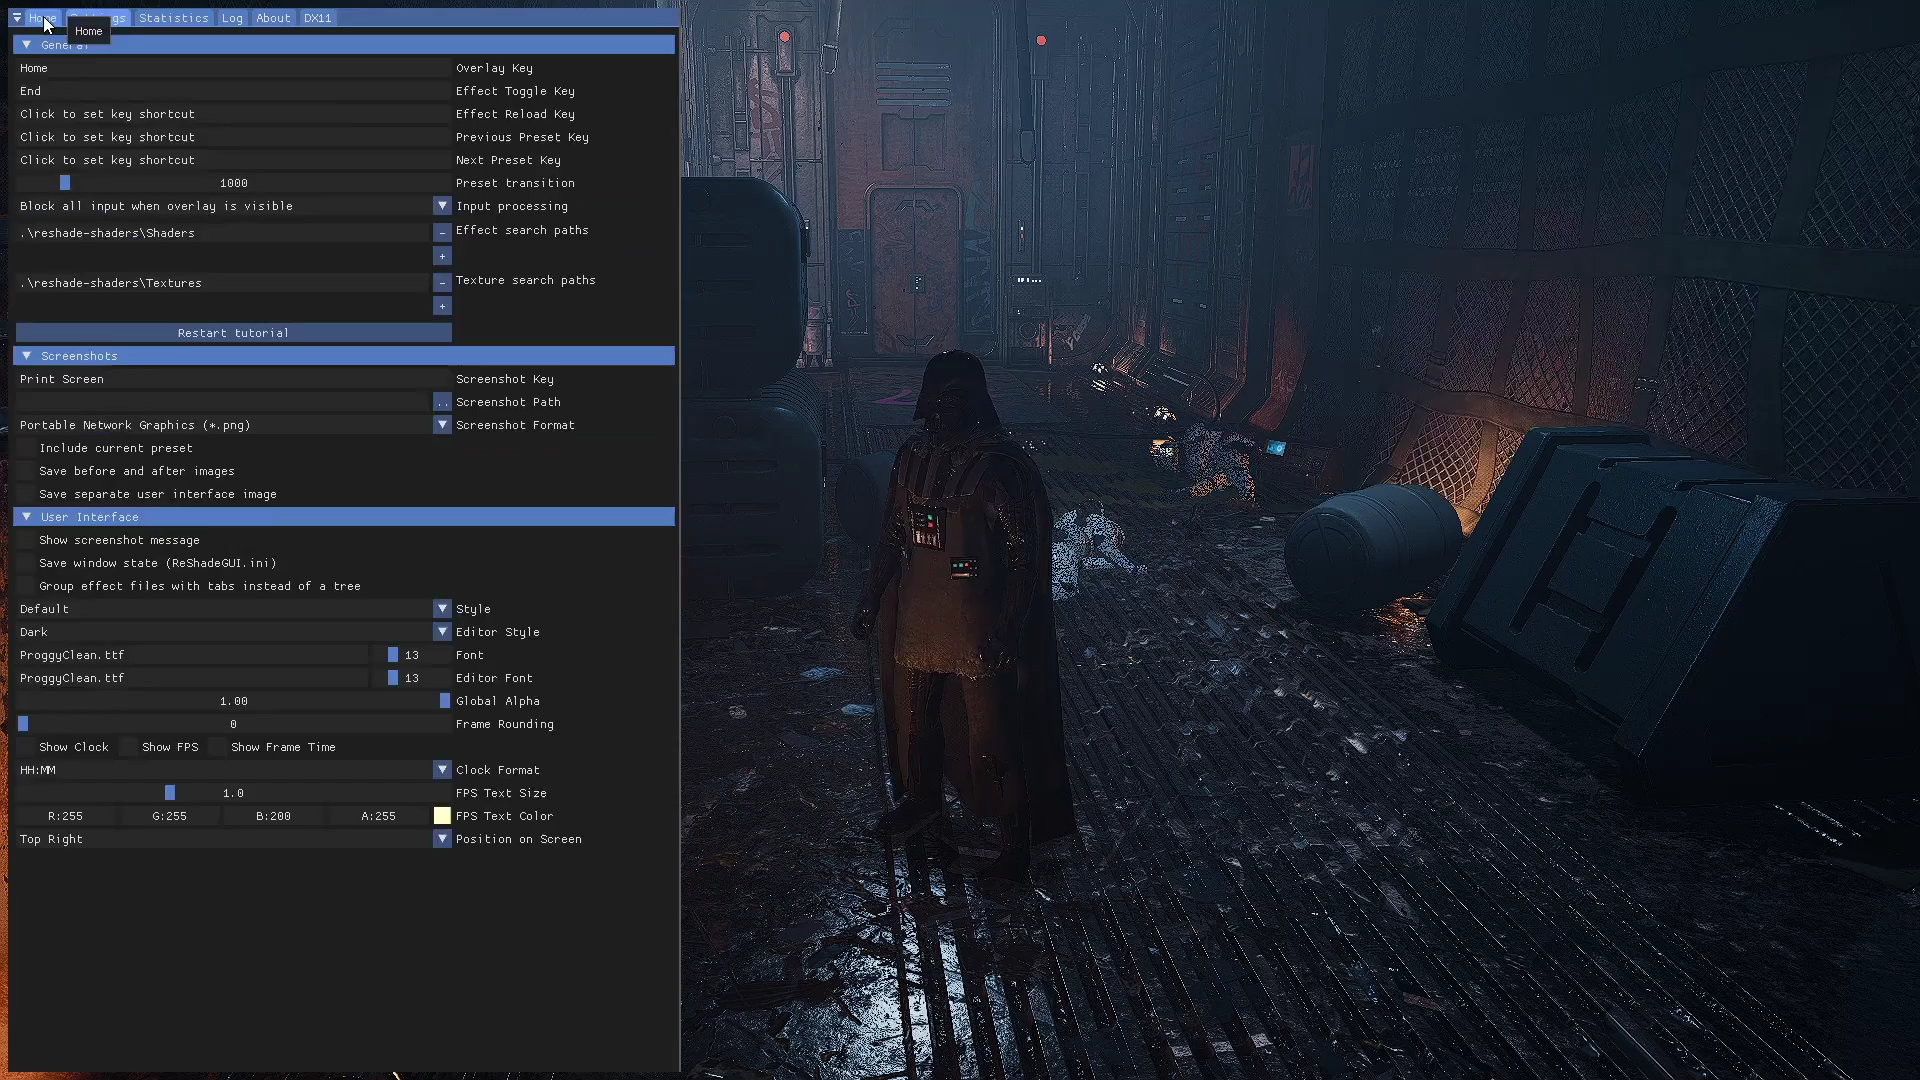 Home Settings Statistics Log About DX11
Home
General
Home Overlay Key
End Effect Toggle Key
Click to set key shortcut Effect Reload Key
Click to set key shortcut Previous Preset Key
Click to set key shortcut Next Preset Key
1000 Preset transition
Block all input when overlay is visible Input processing
.\reshade-shaders\Shaders - Effect search paths
+
.\reshade-shaders\Textures - Texture search paths
+
Restart tutorial
Screenshots
Print Screen Screenshot Key
.. Screenshot Path
Portable Network Graphics (*.png) Screenshot Format
Include current preset
Save before and after images
Save separate user interface image
User Interface
Show screenshot message
Save window state (ReShadeGUI.ini)
Group effect files with tabs instead of a tree
Default Style
Dark Editor Style
ProggyClean.ttf 13 Font
ProggyClean.ttf 13 Editor Font
1.00 Global Alpha
0 Frame Rounding
Show Clock Show FPS Show Frame Time
HH:MM Clock Format
1.0 FPS Text Size
R:255 G:255 B:200 A:255 FPS Text Color
Top Right Position on Screen